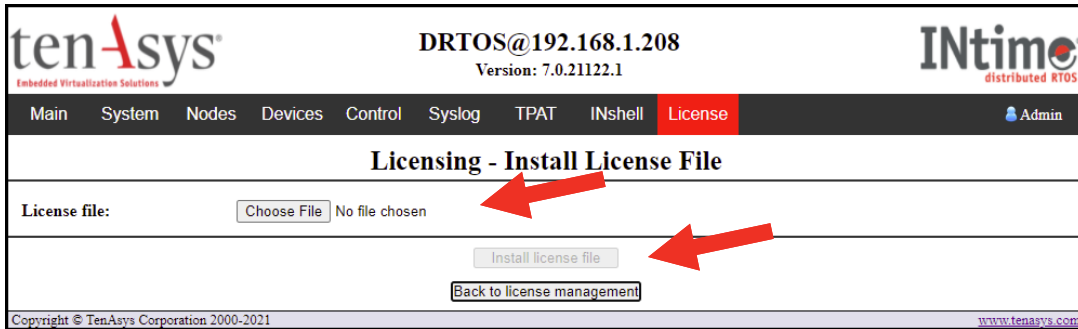 tenAsys
Embedded Virtualization Solutions
DRTOS@192.168.1.208
Version: 7.0.21122.1
INtime
distributed RTOS
Main System Nodes Devices Control Syslog TPAT INshell License Admin
Licensing - Install License File
License file: Choose File No file chosen
Install license file
Back to license management
Copyright © TenAsys Corporation 2000-2021 www.tenasys.com